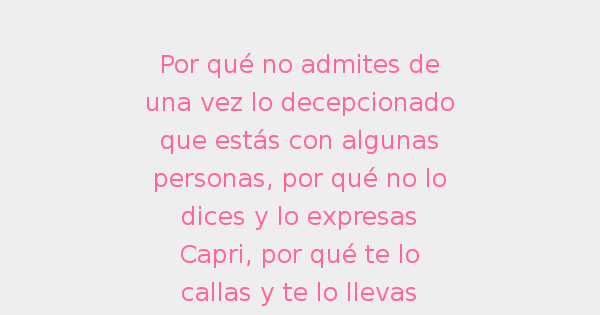 Por qué no admites de
una vez lo decepcionado
que estás con algunas
personas, por qué no lo
dices y lo expresas
Capri, por qué te lo
callas y te lo llevas